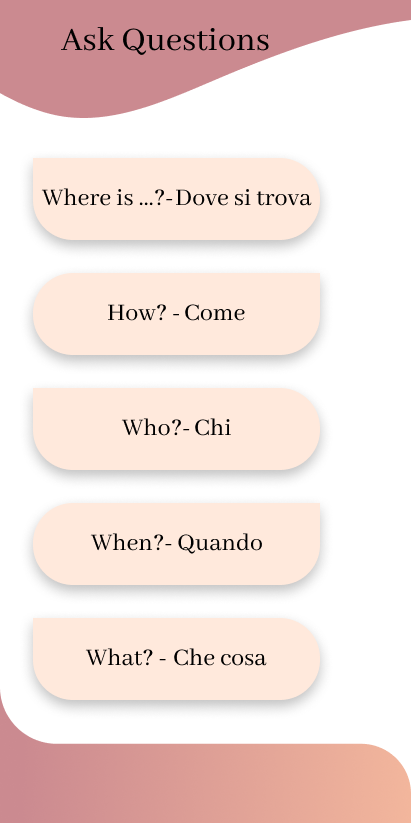 Ask Questions
Where is ...?-Dove si trova
How? - Come
Who?- Chi
When?- Quando
What? - Che cosa